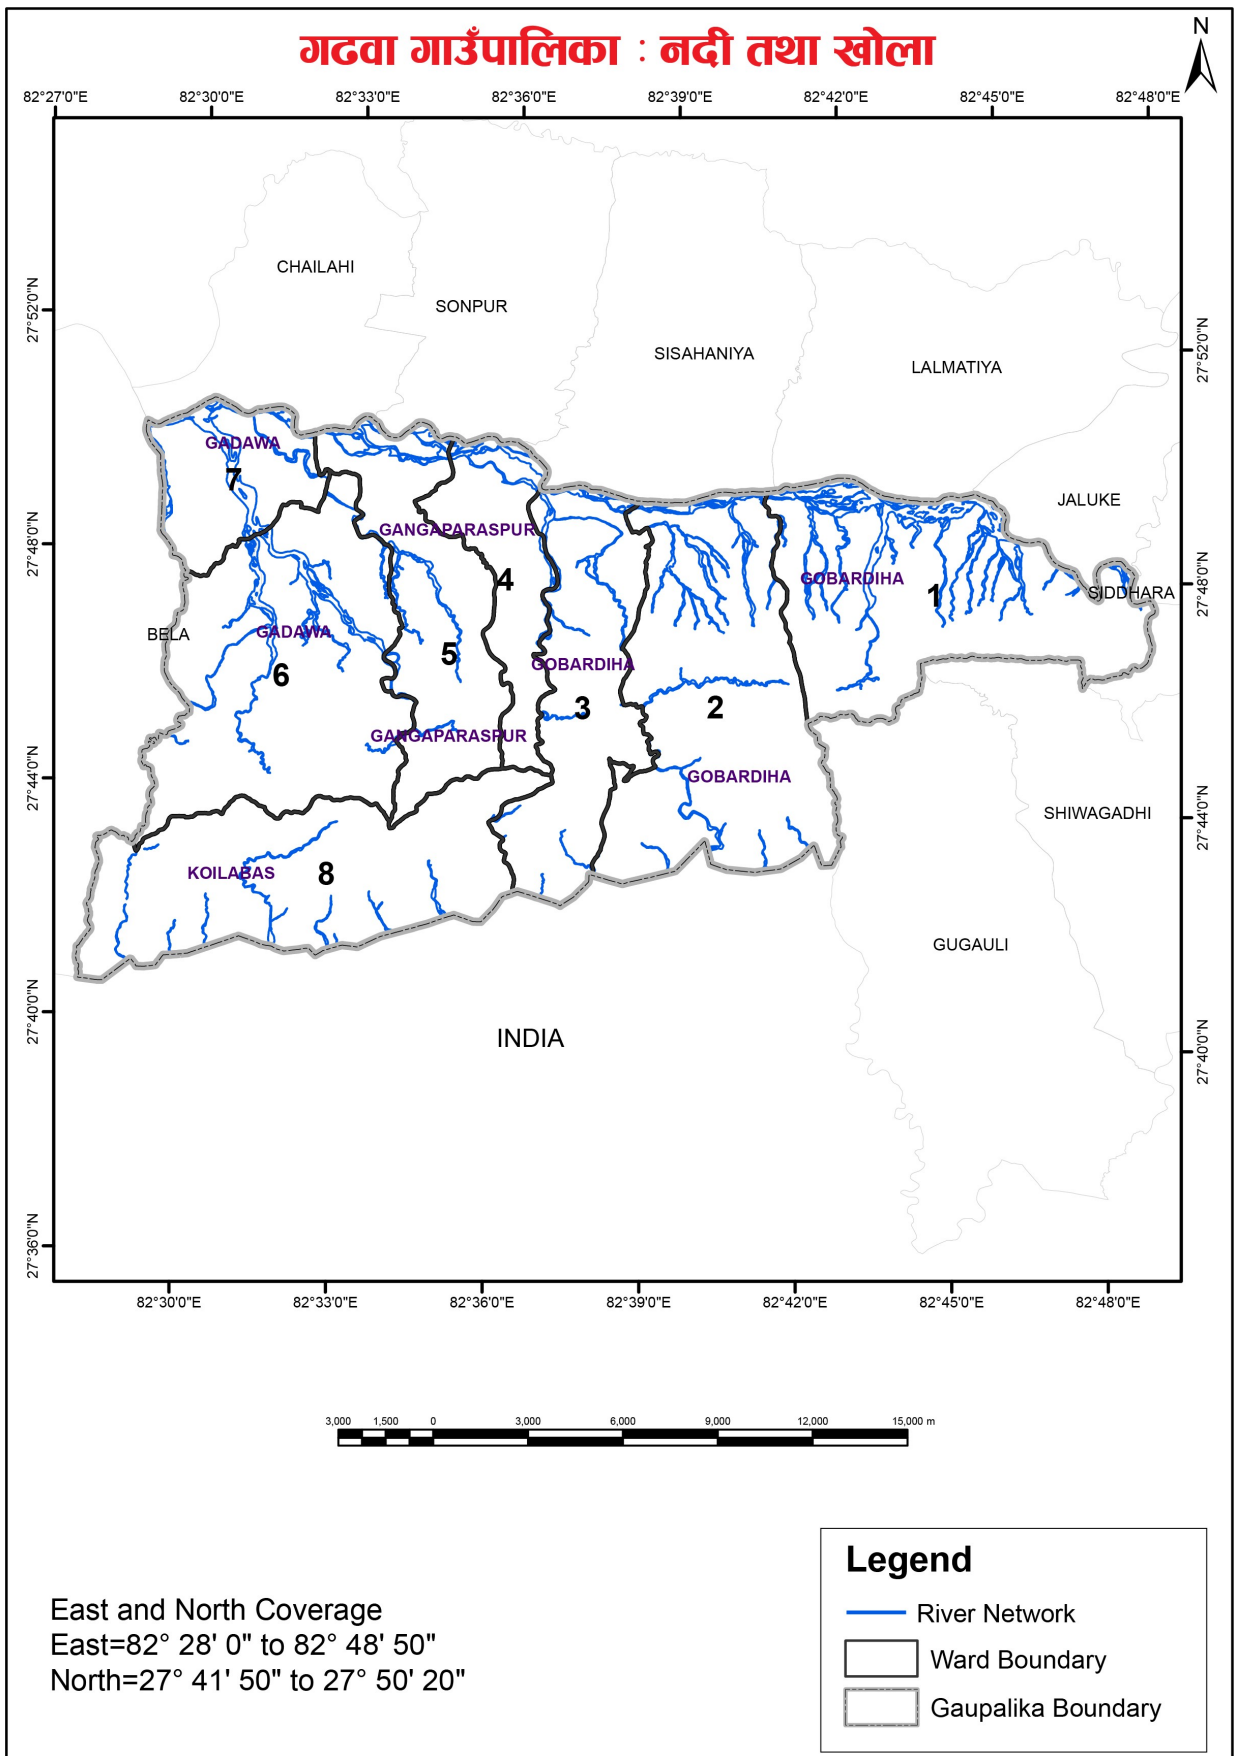 गढवा गाउँपालिका : नदी तथा खोला
N
82°27'0"E 82°30'0"E 82°33'0"E 82°36'0"E 82°39'0"E 82°42'0"E 82°45'0"E 82°48'0"E
CHAILAHI
27°52'0"N
SONPUR
SISAHANIYA
27°52'0"N
LALMATIYA
GADAWA
7
JALUKE
27°48'0"N
GANGAPARASPUR
4
GOBARDIHA
1
SIDDHARA
27°48'0"N
BELA
GADAWA
6
5
GOBARDIHA
3
2
GANGAPARASPUR
27°44'0"N
GOBARDIHA
SHIWAGADHI
27°44'0"N
KOILABAS
8
GUGAULI
27°40'0"N
INDIA
27°40'0"N
27°36'0"N
82°30'0"E 82°33'0"E 82°36'0"E 82°39'0"E 82°42'0"E 82°45'0"E 82°48'0"E
3,000 1,500 0 3,000 6,000 9,000 12,000 15,000 m
East and North Coverage
East=82° 28' 0" to 82° 48' 50"
North=27° 41' 50" to 27° 50' 20"
Legend
River Network
Ward Boundary
Gaupalika Boundary